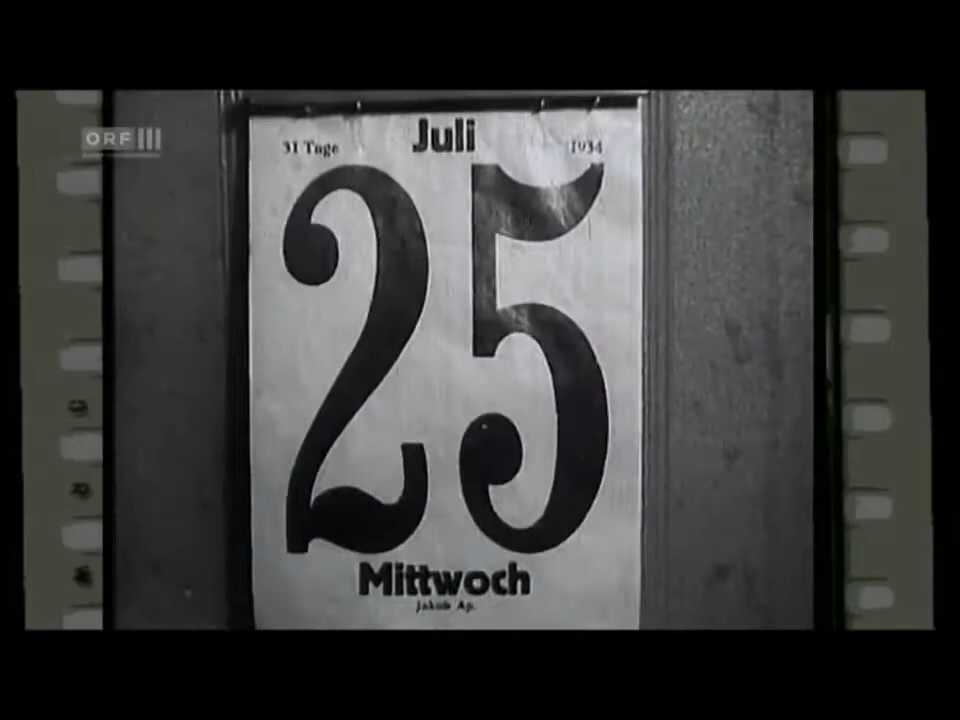 ORF III
Juli
31 Tage
1934
25
Mittwoch
Jakob Ap.